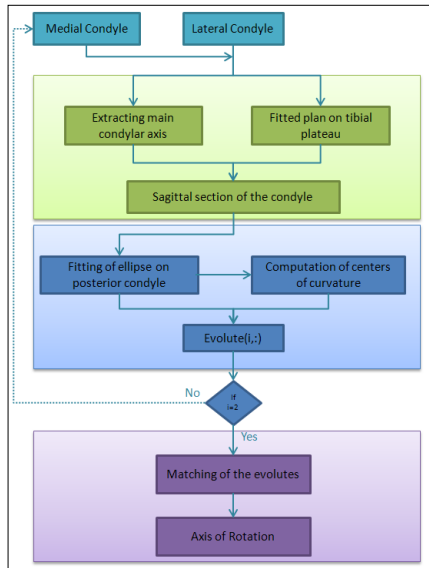 Medial Condyle
Lateral Condyle
Extracting main
condylar axis
Fitted plan on tibial
plateau
Sagittal section of the condyle
Fitting of ellipse on
posterior condyle
Computation of centers
of curvature
Evolute(i,:)
No
If
i=2
Yes
Matching of the evolutes
Axis of Rotation